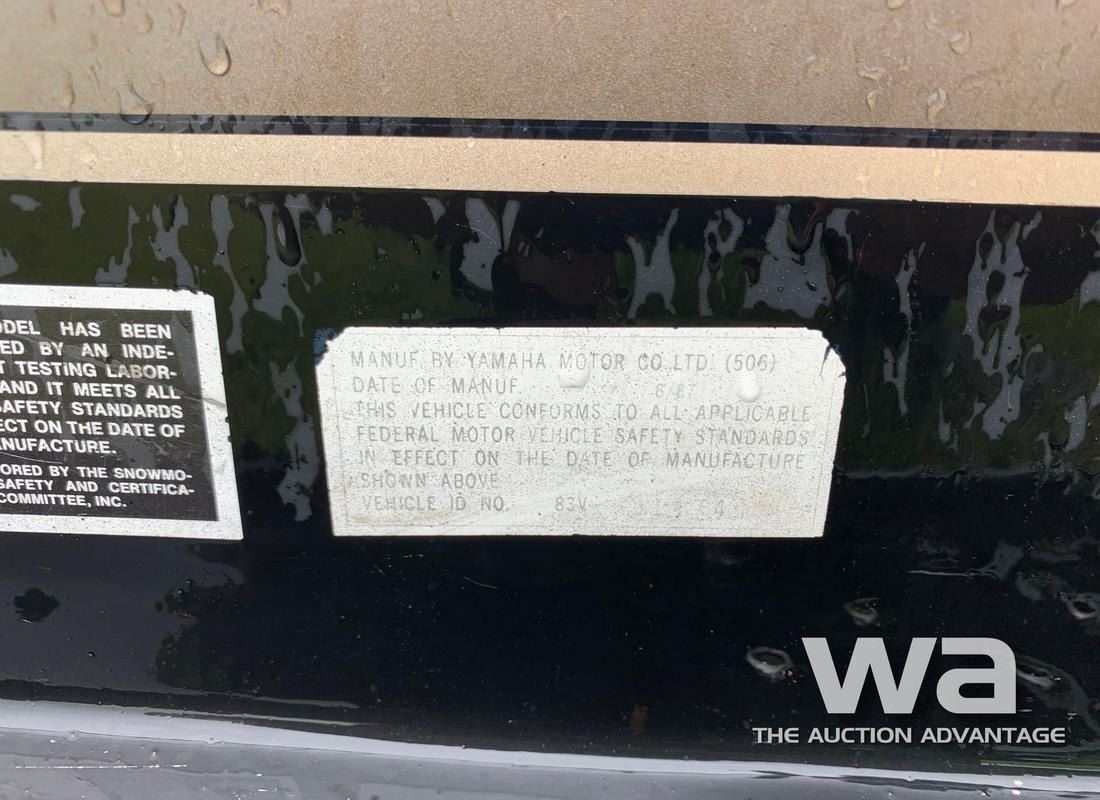 ODEL HAS BEEN
ED BY AN INDE-
T TESTING LABOR-
AND IT MEETS ALL
SAFETY STANDARDS
ECT ON THE DATE OF
ANUFACTURE.
ORED BY THE SNOWMO-
SAFETY AND CERTIFICA-
COMMITTEE, INC.
MANUF. BY YAMAHA MOTOR CO.,LTD. (506)
DATE OF MANUF. 6/87
THIS VEHICLE CONFORMS TO ALL APPLICABLE
FEDERAL MOTOR VEHICLE SAFETY STANDARDS
IN EFFECT ON THE DATE OF MANUFACTURE
SHOWN ABOVE
VEHICLE ID NO. 83V
wa
THE AUCTION ADVANTAGE